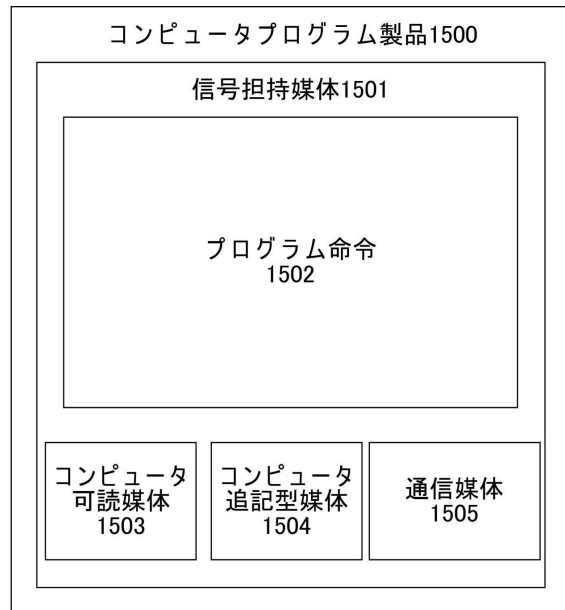 コンピュータプログラム製品1500
信号担持媒体1501
プログラム命令
1502
コンピュータ
可読媒体
1503
コンピュータ
追記型媒体
1504
通信媒体
1505